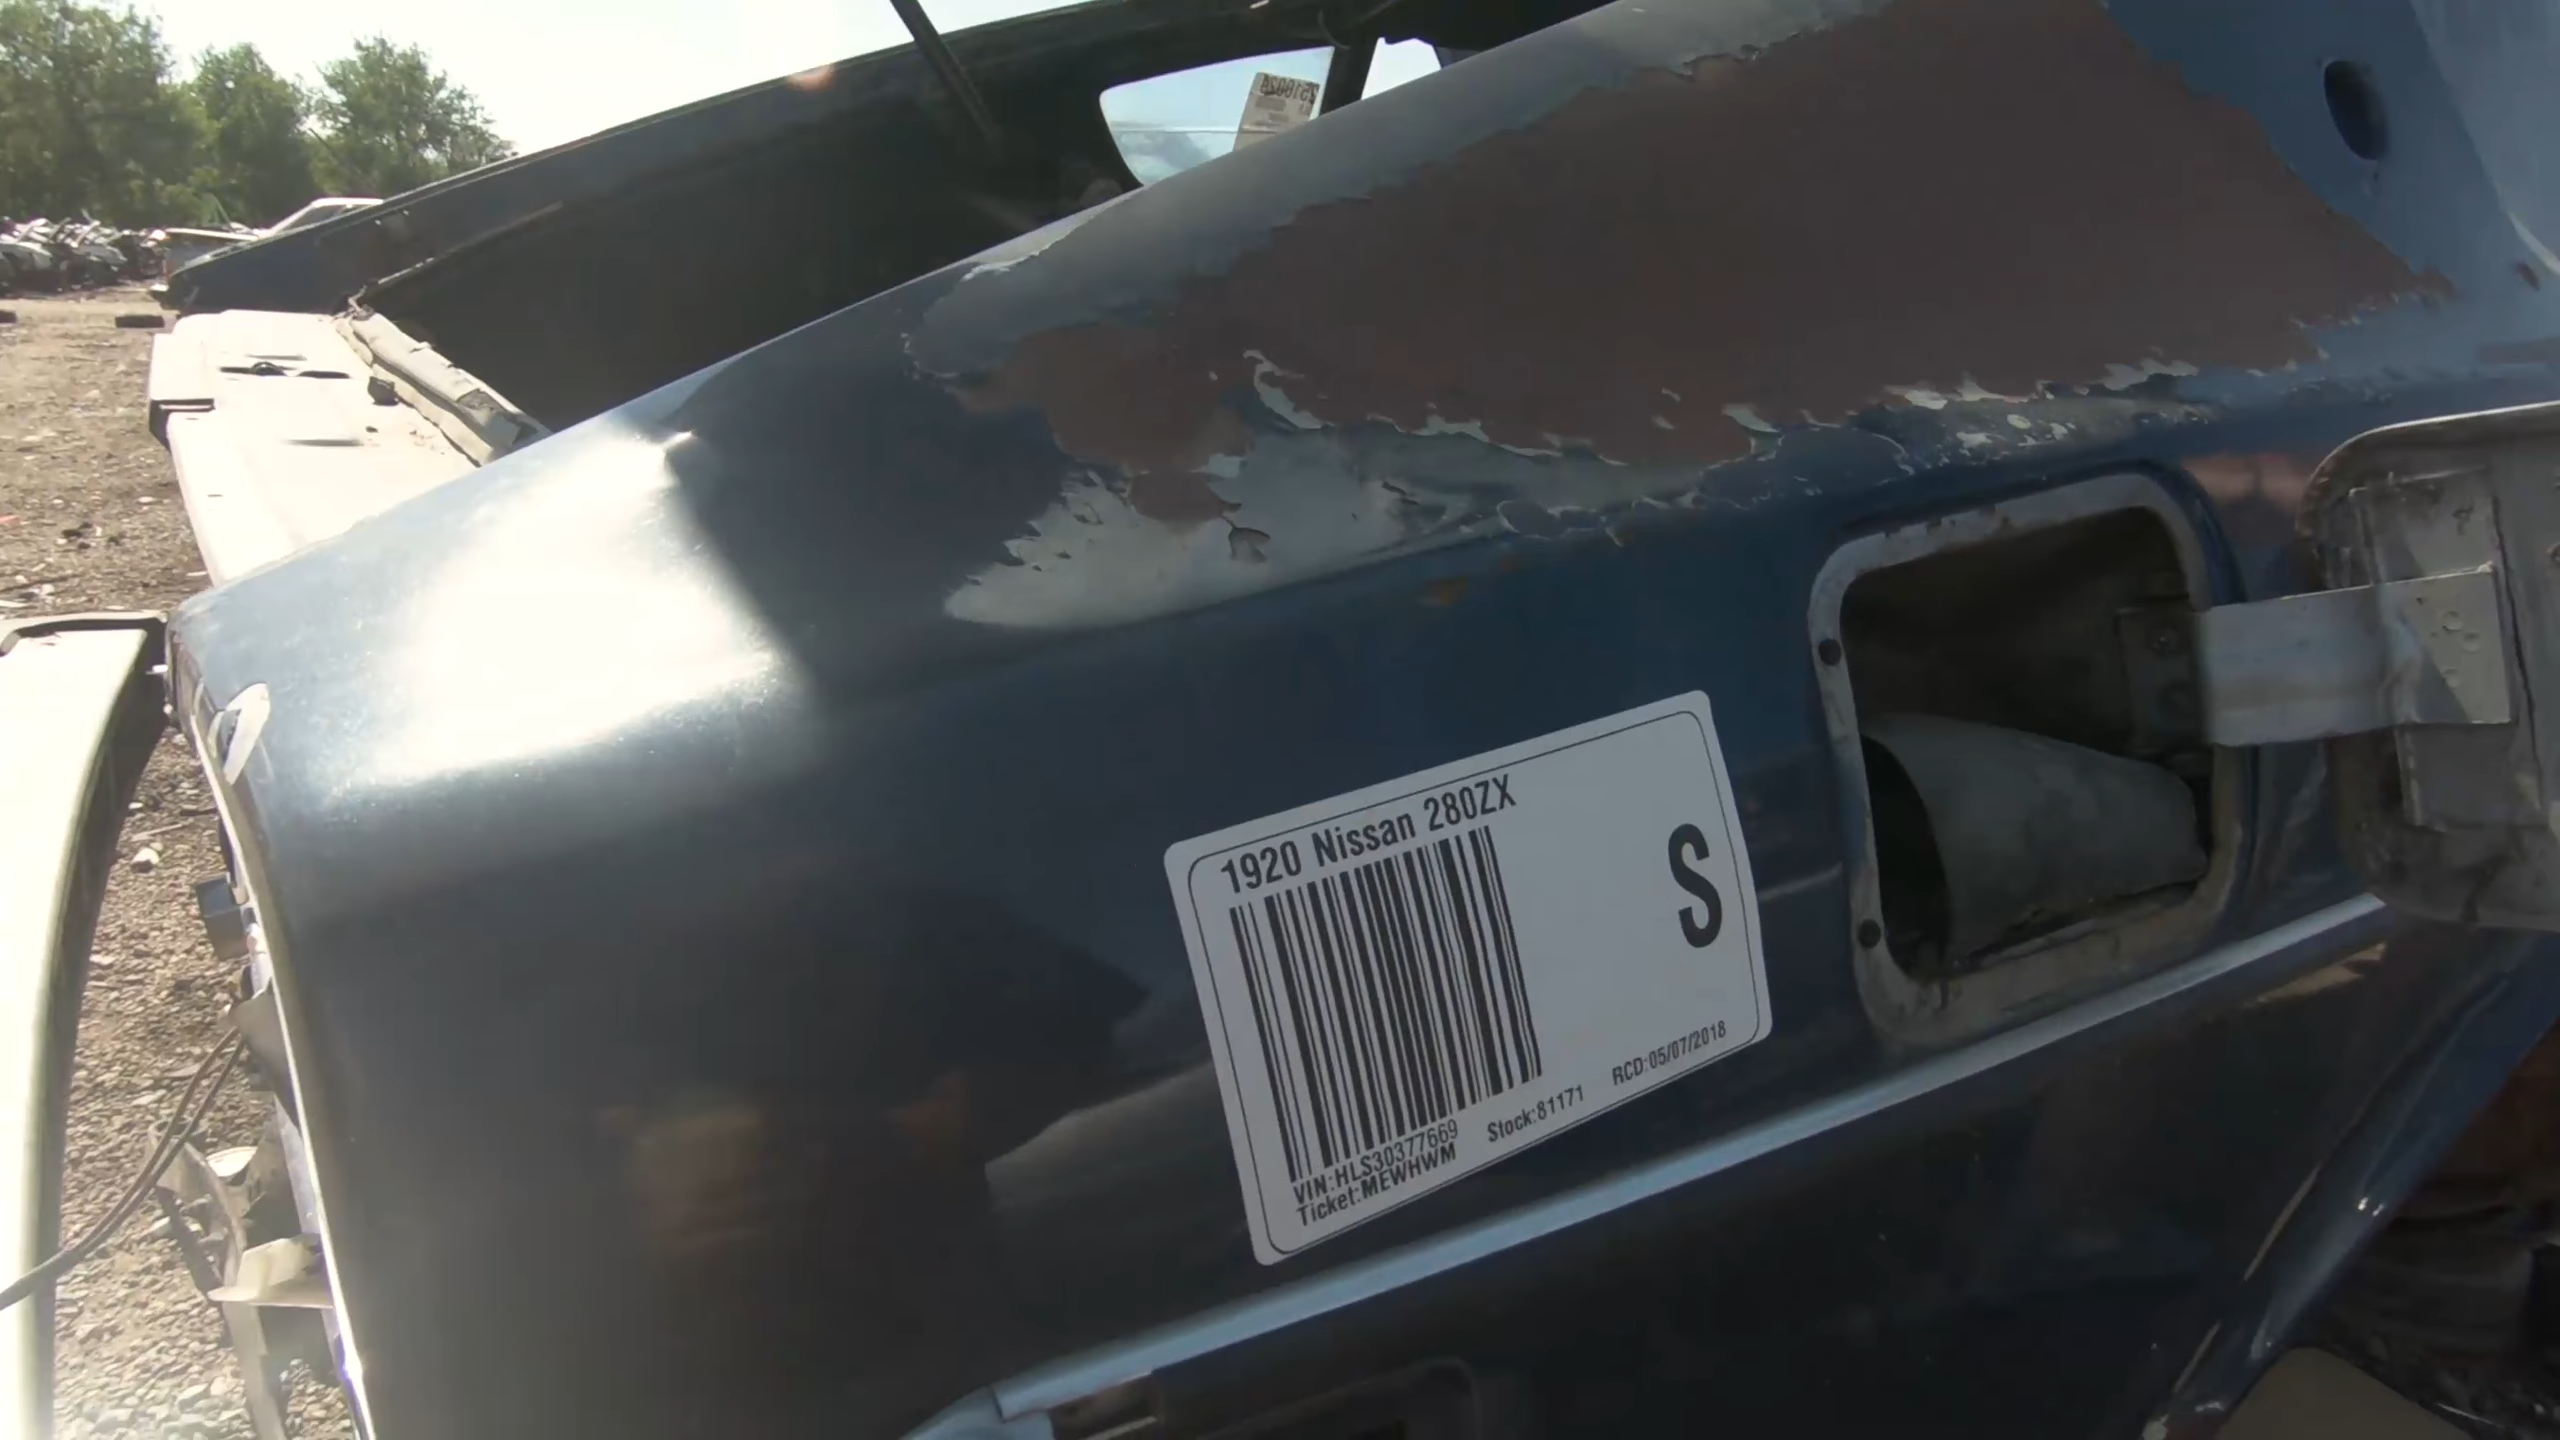 1920 Nissan 280ZX
S
VIN:HLS30377669
Ticket:MEWHWM
Stock:81171
RCD:05/07/2018